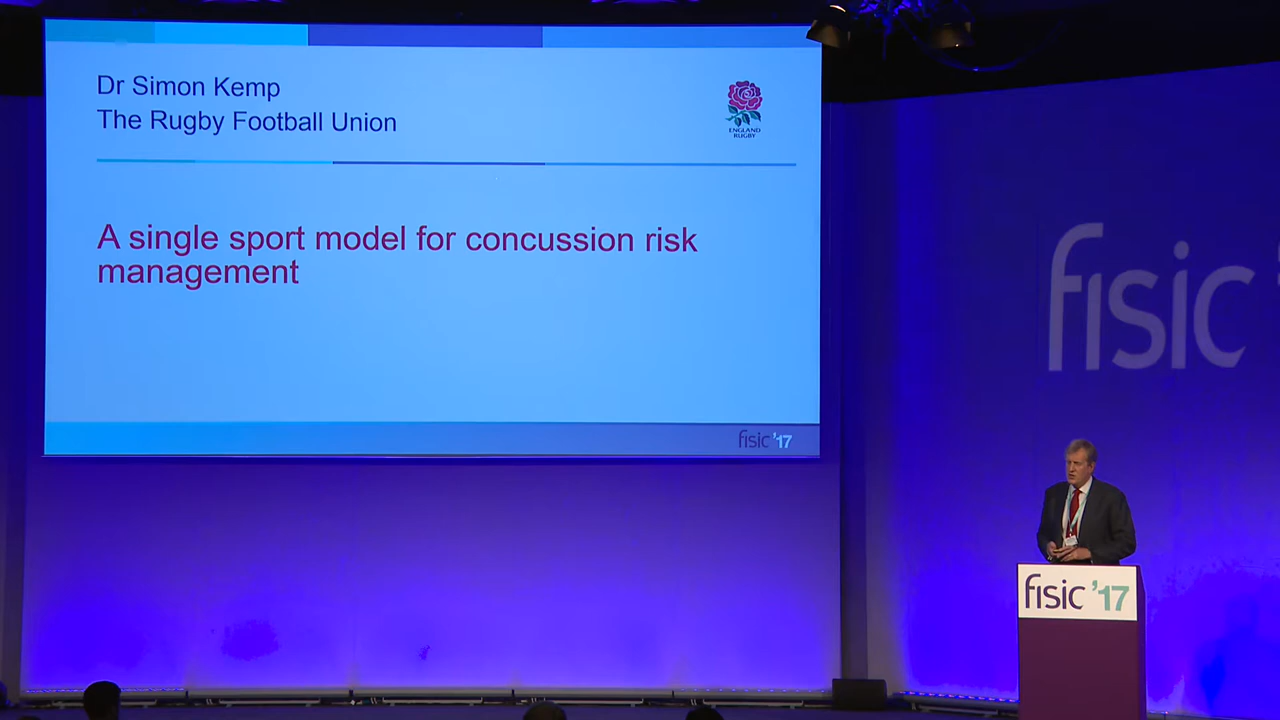 Dr Simon Kemp
The Rugby Football Union
ENGLAND
RUGBY
A single sport model for concussion risk
management
fisic '17
fisic '
fisic '17